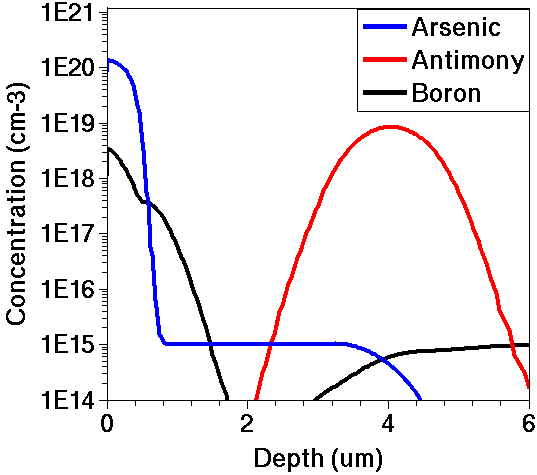 1E21
1E20
1E19
1E18
1E17
1E16
1E15
1E14
Concentration (cm-3)
Arsenic
Antimony
Boron
0 2 4 6
Depth (um)